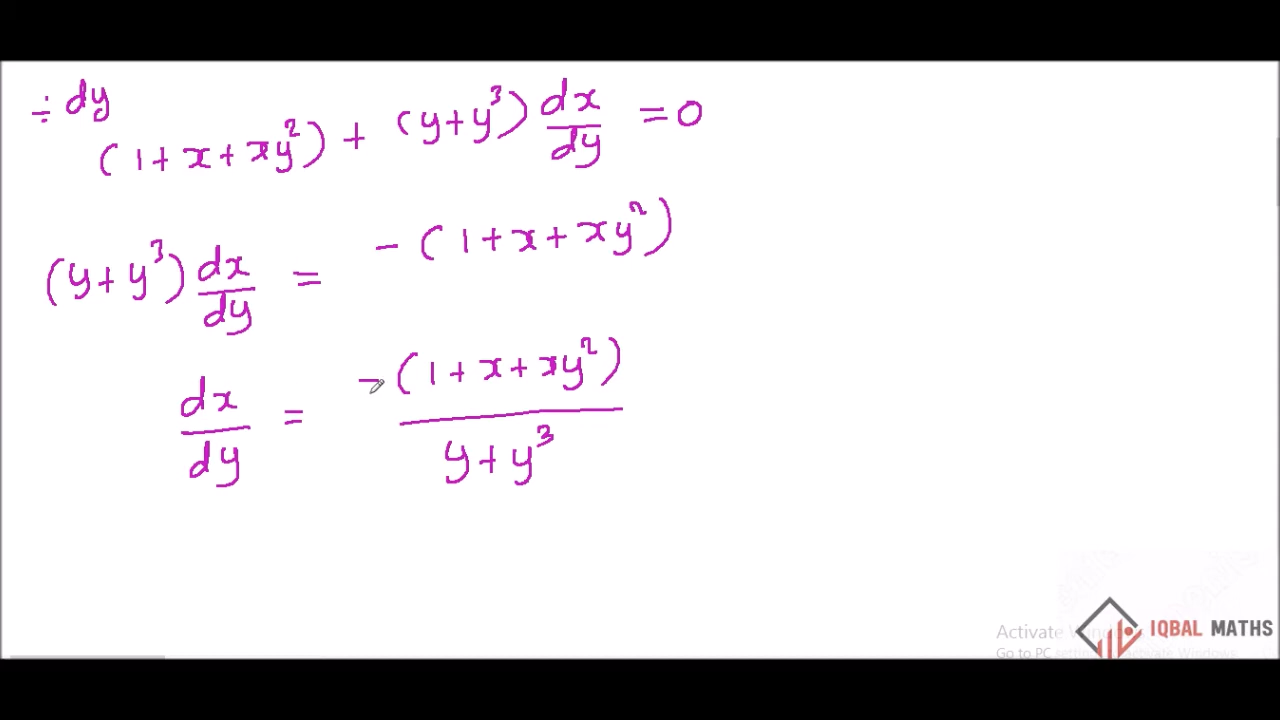 ÷ dy
(1 + x + xy²) + (y + y³) dx/dy = 0
(y + y³) dx/dy = - (1 + x + xy²)
dx/dy = - (1 + x + xy²) / y + y³
IQBAL MATHS